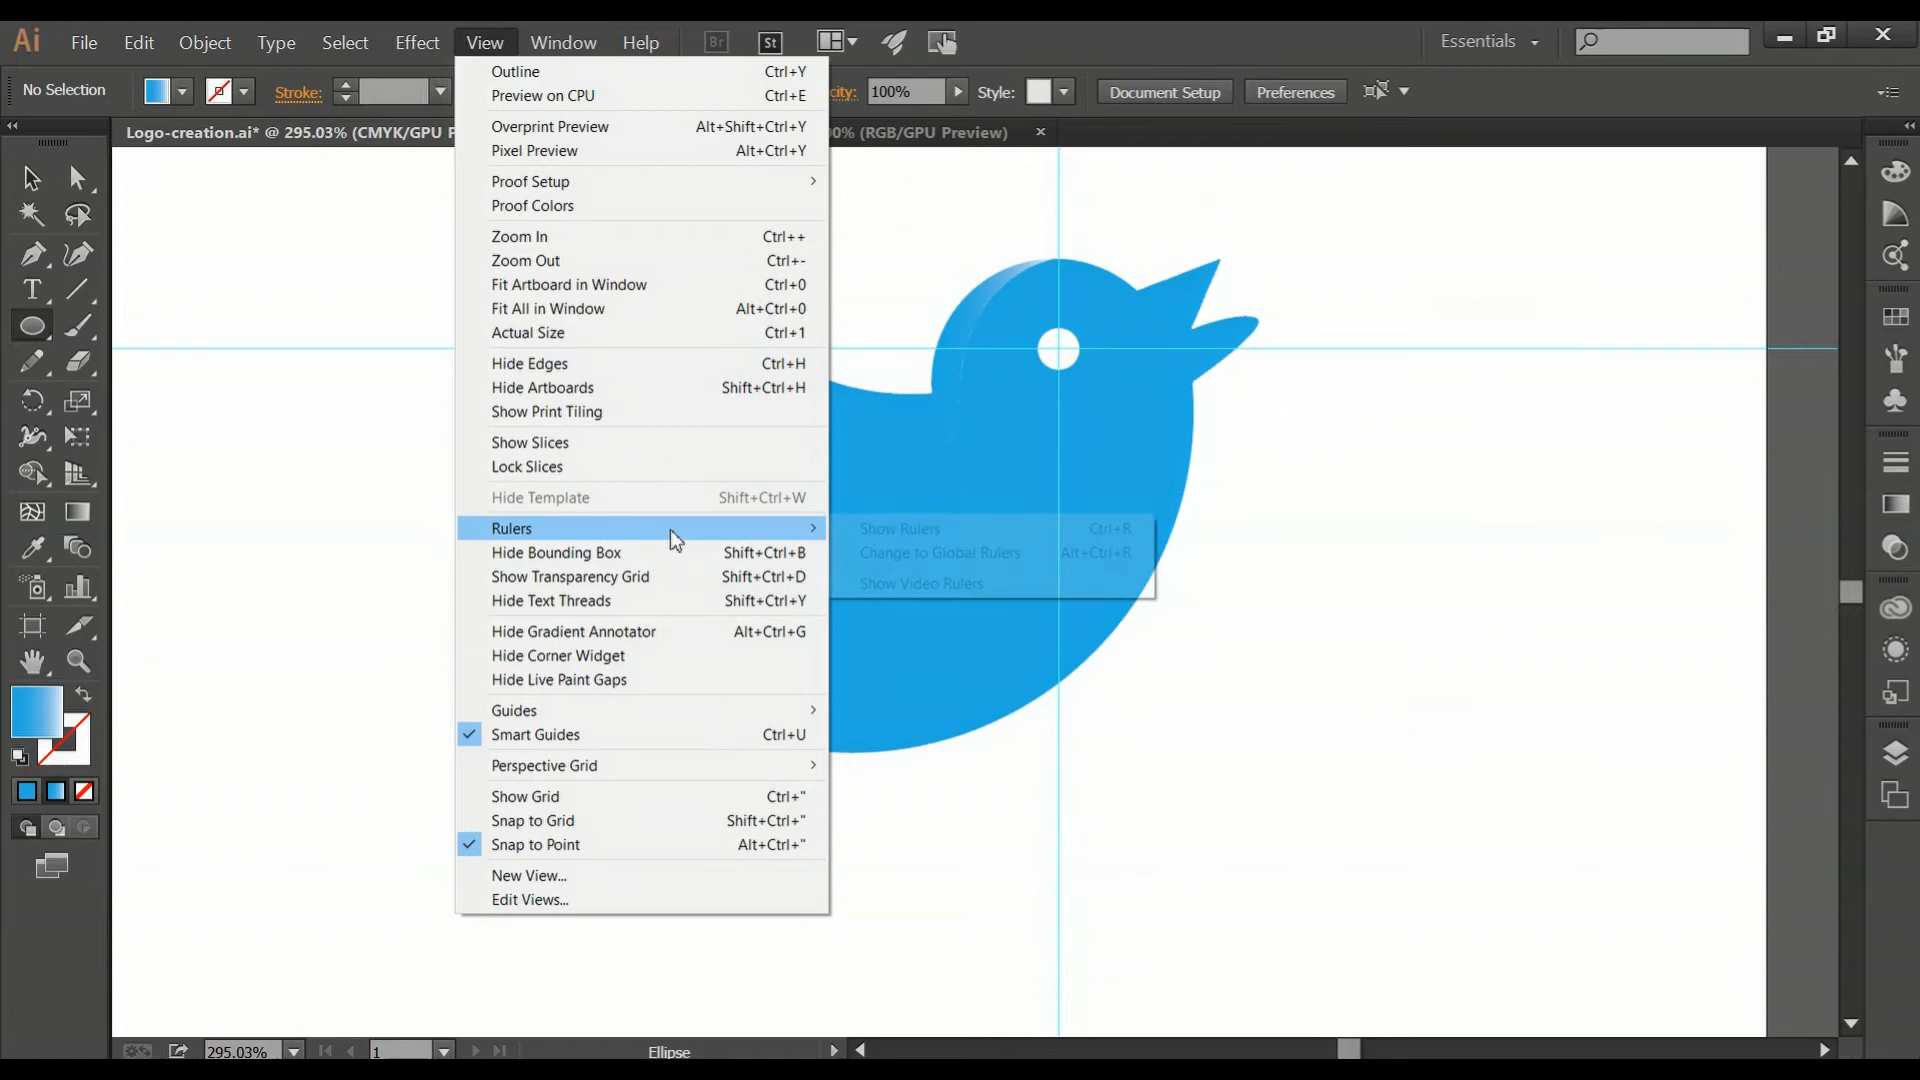 Ai File Edit Object Type Select Effect View Window Help Br St Essentials
No Selection Stroke: city: 100% Style: Document Setup Preferences
Logo-creation.ai* @ 295.03% (CMYK/GPU P 00% (RGB/GPU Preview) ×
Outline Ctrl+Y
Preview on CPU Ctrl+E
Overprint Preview Alt+Shift+Ctrl+Y
Pixel Preview Alt+Ctrl+Y
Proof Setup
Proof Colors
Zoom In Ctrl++
Zoom Out Ctrl+-
Fit Artboard in Window Ctrl+0
Fit All in Window Alt+Ctrl+0
Actual Size Ctrl+1
Hide Edges Ctrl+H
Hide Artboards Shift+Ctrl+H
Show Print Tiling
Show Slices
Lock Slices
Hide Template Shift+Ctrl+W
Rulers
Show Rulers Ctrl+R
Change to Global Rulers Alt+Ctrl+R
Show Video Rulers
Hide Bounding Box Shift+Ctrl+B
Show Transparency Grid Shift+Ctrl+D
Hide Text Threads Shift+Ctrl+Y
Hide Gradient Annotator Alt+Ctrl+G
Hide Corner Widget
Hide Live Paint Gaps
Guides
Smart Guides Ctrl+U
Perspective Grid
Show Grid Ctrl+"
Snap to Grid Shift+Ctrl+"
Snap to Point Alt+Ctrl+"
New View...
Edit Views...
295.03% 1 Ellipse